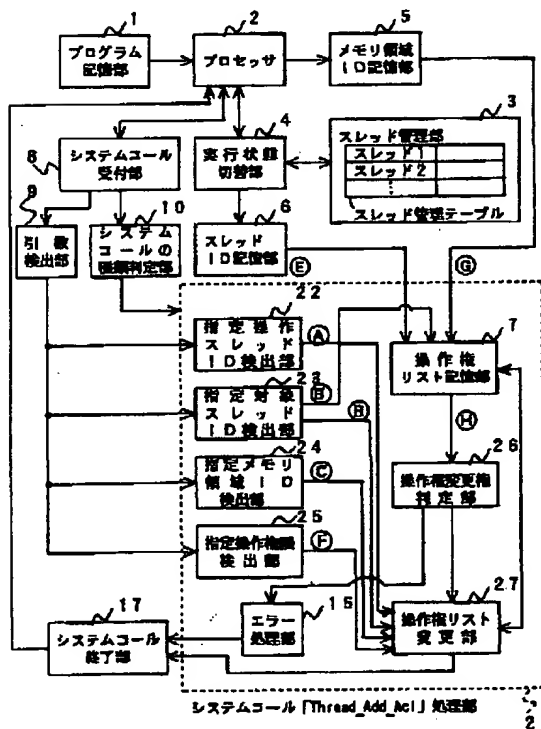 1
プログラム
記憶部
2
プロセッサ
5
メモリ領域
ID記憶部
3
スレッド管理部
スレッド1
スレッド2
スレッド管理テーブル
4
実行状態
切替部
8
システムコール
受付部
9
引数
検出部
10
システム
コールの
種類判定部
6
スレッド
ID記憶部
E
G
22
指定操作
スレッド
ID検出部
A
7
操作権
リスト記憶部
23
指定対象
スレッド
ID検出部
B
B
H
24
指定メモリ
領域ID
検出部
C
26
操作権変更権
判定部
25
指定操作権限
検出部
F
27
操作権リスト
変更部
15
エラー
処理部
17
システムコール
終了部
システムコール「Thread_Add_Acl」処理部
2